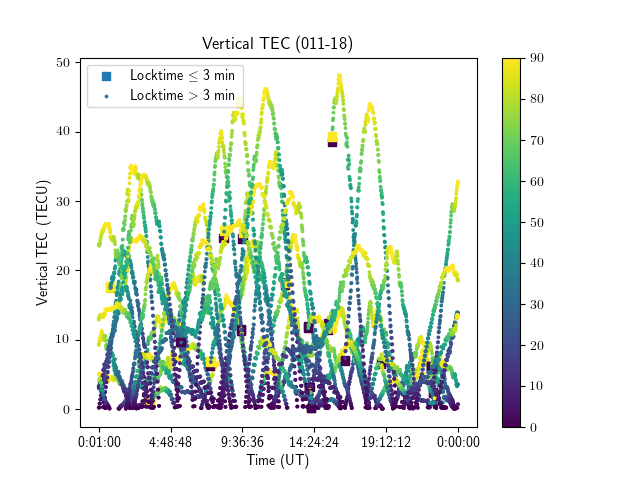 Vertical TEC (011-18)
Locktime ≤ 3 min
Locktime > 3 min
Vertical TEC (TECU)
50
40
30
20
10
0
0:01:00 4:48:48 9:36:36 14:24:24 19:12:12 0:00:00
Time (UT)
90
80
70
60
50
40
30
20
10
0